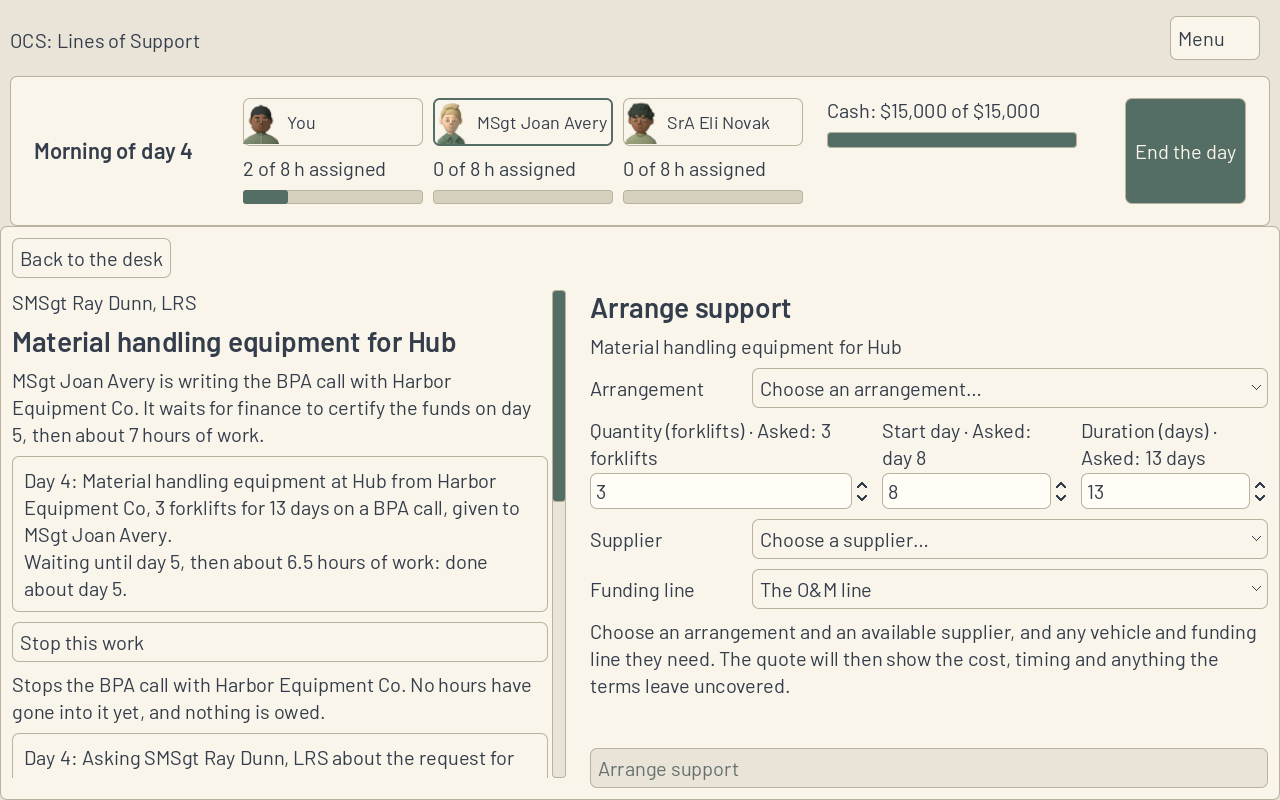 OCS: Lines of Support
Menu
Morning of day 4
You
2 of 8 h assigned
MSgt Joan Avery
0 of 8 h assigned
SrA Eli Novak
0 of 8 h assigned
Cash: $15,000 of $15,000
End the day
Back to the desk
SMSgt Ray Dunn, LRS
Material handling equipment for Hub
MSgt Joan Avery is writing the BPA call with Harbor
Equipment Co. It waits for finance to certify the funds on day
5, then about 7 hours of work.
Day 4: Material handling equipment at Hub from Harbor
Equipment Co, 3 forklifts for 13 days on a BPA call, given to
MSgt Joan Avery.
Waiting until day 5, then about 6.5 hours of work: done
about day 5.
Stop this work
Stops the BPA call with Harbor Equipment Co. No hours have
gone into it yet, and nothing is owed.
Day 4: Asking SMSgt Ray Dunn, LRS about the request for
Arrange support
Material handling equipment for Hub
Arrangement
Choose an arrangement...
Quantity (forklifts) · Asked: 3
forklifts
3
Start day · Asked:
day 8
8
Duration (days) ·
Asked: 13 days
13
Supplier
Choose a supplier...
Funding line
The O&M line
Choose an arrangement and an available supplier, and any vehicle and funding
line they need. The quote will then show the cost, timing and anything the
terms leave uncovered.
Arrange support